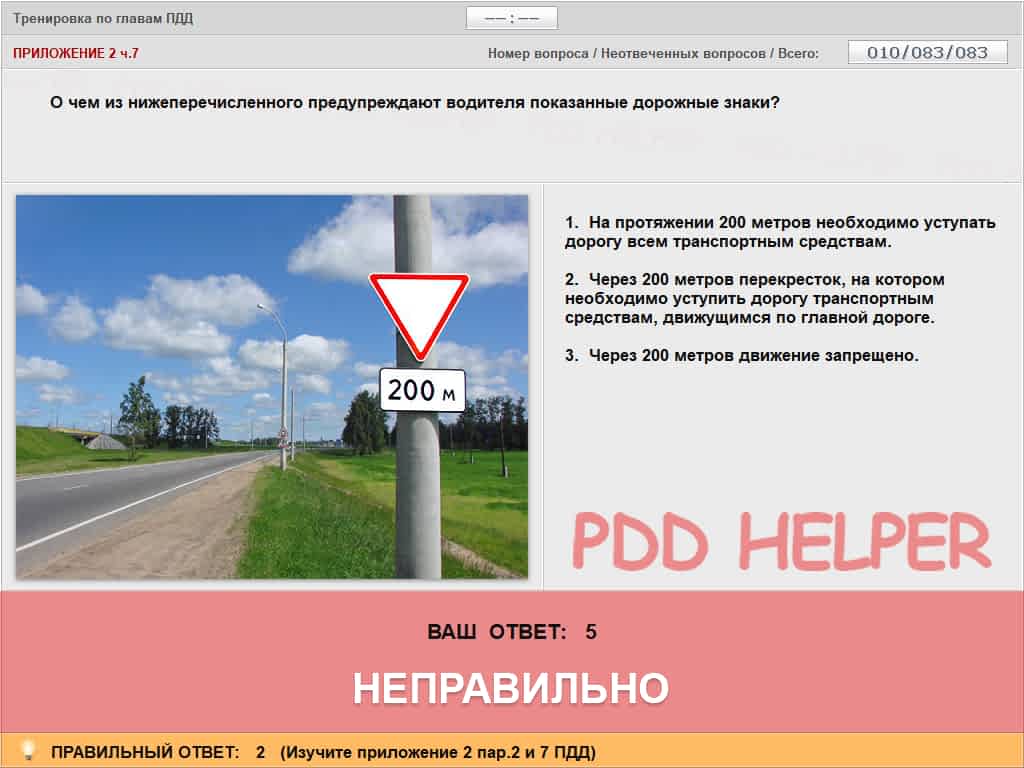 Тренировка по главам ПДД
—— : ——
ПРИЛОЖЕНИЕ 2 ч.7
Номер вопроса / Неотвеченных вопросов / Всего: 010/083/083
О чем из нижеперечисленного предупреждают водителя показанные дорожные знаки?
200 м
1. На протяжении 200 метров необходимо уступать
дорогу всем транспортным средствам.
2. Через 200 метров перекресток, на котором
необходимо уступить дорогу транспортным
средствам, движущимся по главной дороге.
3. Через 200 метров движение запрещено.
PDD HELPER
ВАШ ОТВЕТ: 5
НЕПРАВИЛЬНО
ПРАВИЛЬНЫЙ ОТВЕТ: 2 (Изучите приложение 2 пар.2 и 7 ПДД)